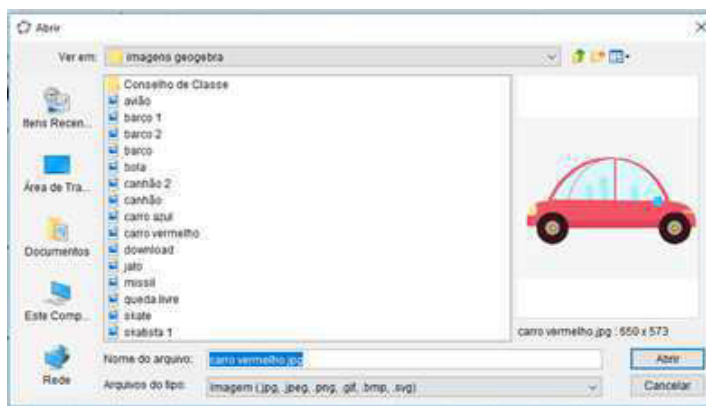 Abrir
Ver em: imagens geogebra
Conselho de Classe
avião
barco 1
barco 2
barco
bola
canhão 2
canhão
carro azul
carro vermelho
download
jato
missil
queda livre
skate
skatista 1
Itens Recen...
Área de Tra...
Documentos
Este Comp...
Rede
carro vermelho.jpg : 650 x 573
Nome do arquivo: carro vermelho.jpg
Abrir
Arquivos do tipo: Imagem (.jpg, .jpeg, .png, .gif, .bmp, .svg)
Cancelar